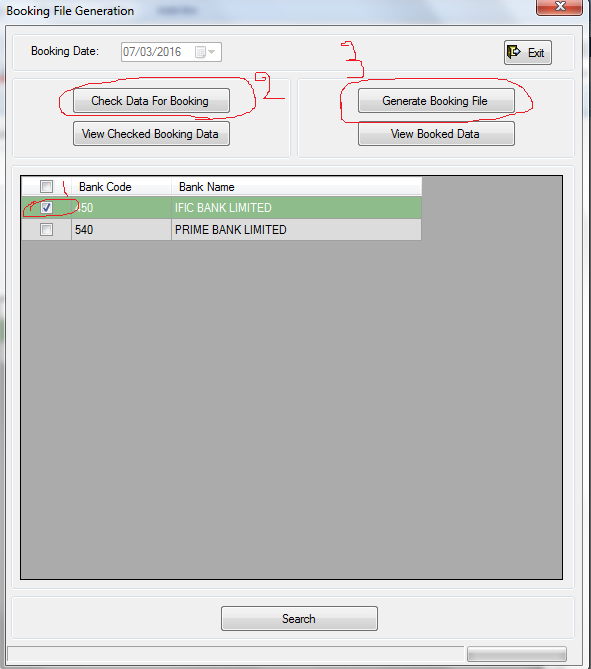 Booking File Generation
Booking Date: 07/03/2016 Exit
3
Check Data For Booking 2 Generate Booking File
View Checked Booking Data View Booked Data
1 Bank Code Bank Name
450 IFIC BANK LIMITED
540 PRIME BANK LIMITED
Search